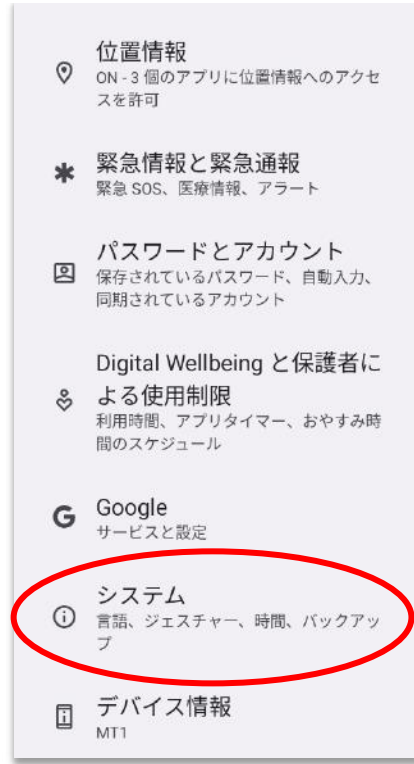 位置情報
ON - 3 個のアプリに位置情報へのアクセ
スを許可
緊急情報と緊急通報
緊急 SOS、医療情報、アラート
パスワードとアカウント
保存されているパスワード、自動入力、
同期されているアカウント
Digital Wellbeing と保護者に
よる使用制限
利用時間、アプリタイマー、おやすみ時
間のスケジュール
Google
サービスと設定
システム
言語、ジェスチャー、時間、バックアッ
プ
デバイス情報
MT1